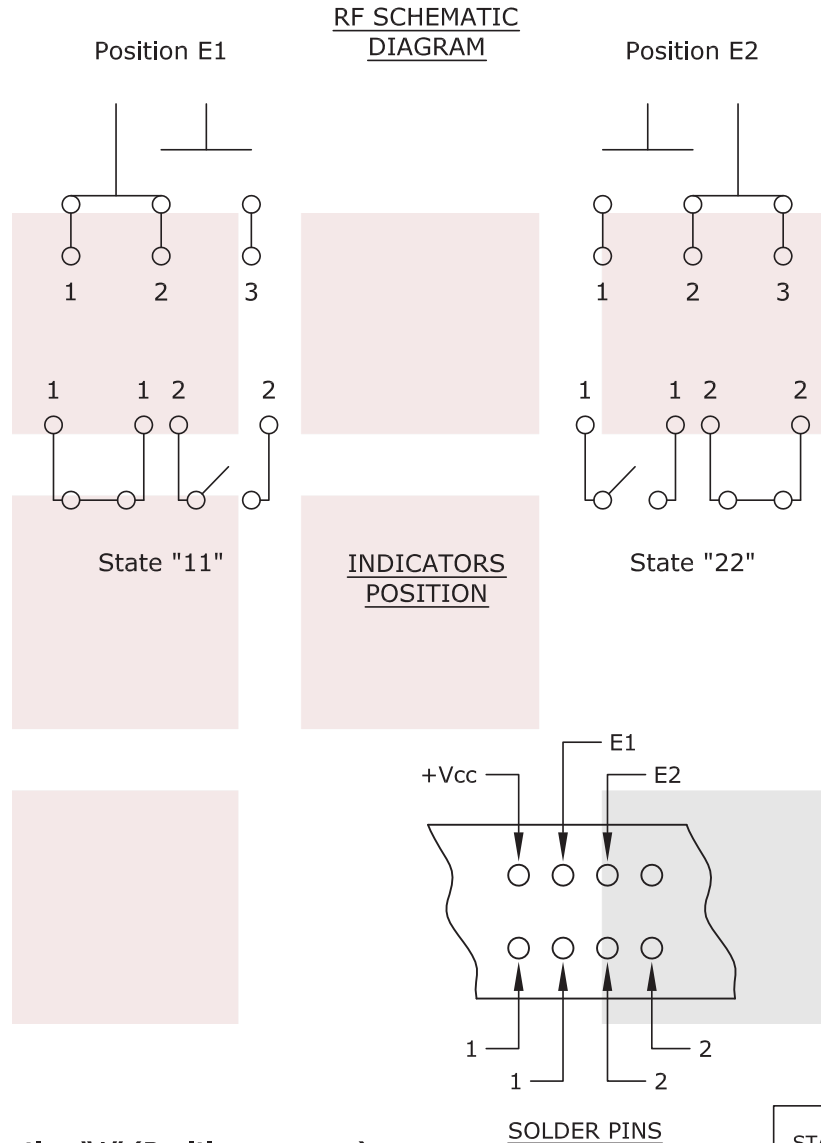 RF SCHEMATIC
DIAGRAM
Position E1
Position E2
1 2 3
1 2 3
1 1 2 2
1 1 2 2
State "11"
INDICATORS
POSITION
State "22"
E1
+Vcc
E2
1
2
1
2
SOLDER PINS